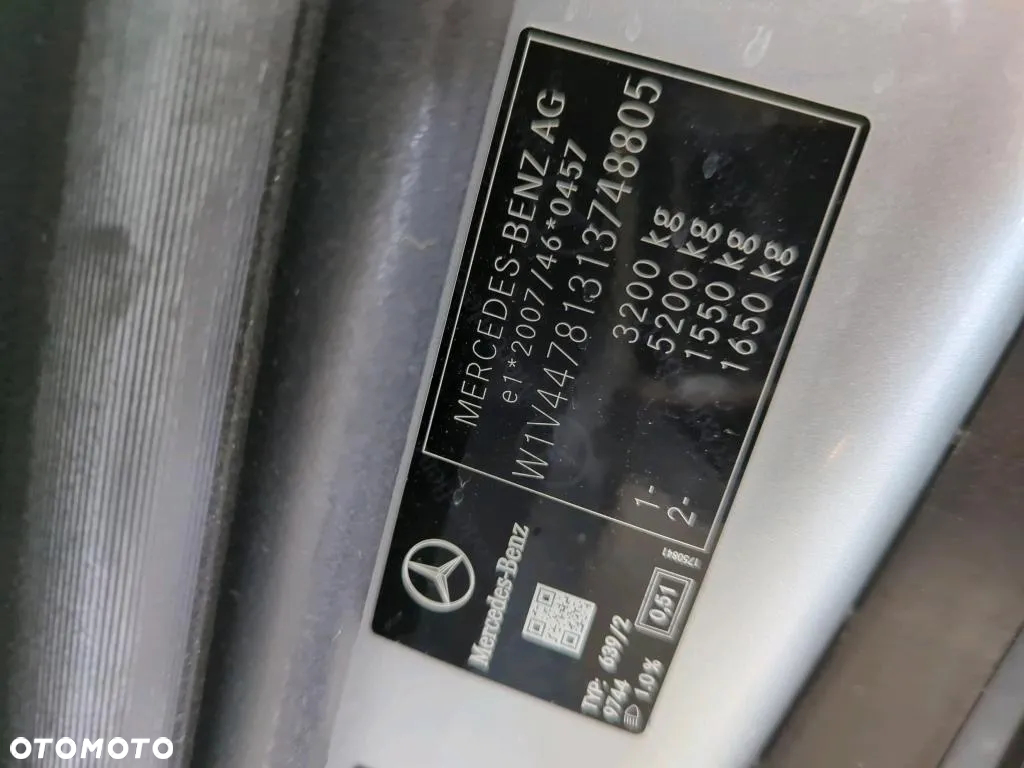 MERCEDES-BENZ AG
e1*2007/46*0457
W1V44781313748805
3200 kg
5200 kg
1- 1550 kg
2- 1650 kg
Mercedes-Benz
Typ: 639/2
9744
1.0%
0.51
1750841
OTOMOTO